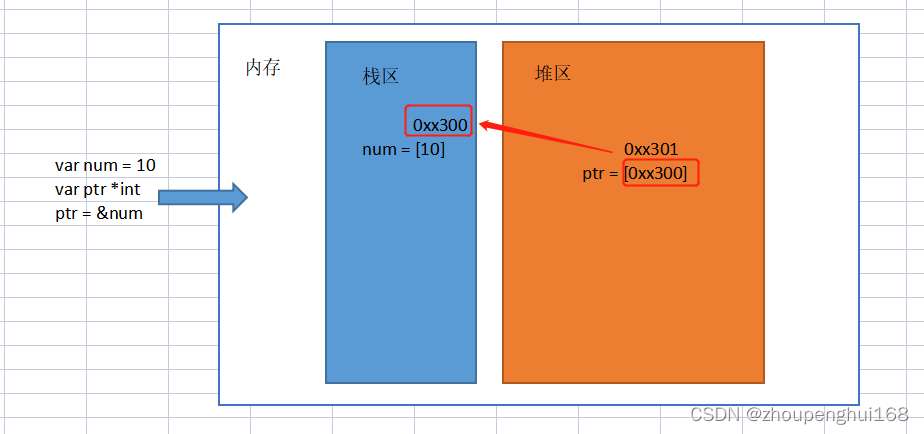 内存
栈区
堆区
0xx300
num = [10]
0xx301
ptr = [0xx300]
var num = 10
var ptr *int
ptr = &num
CSDN @zhoupenghui168